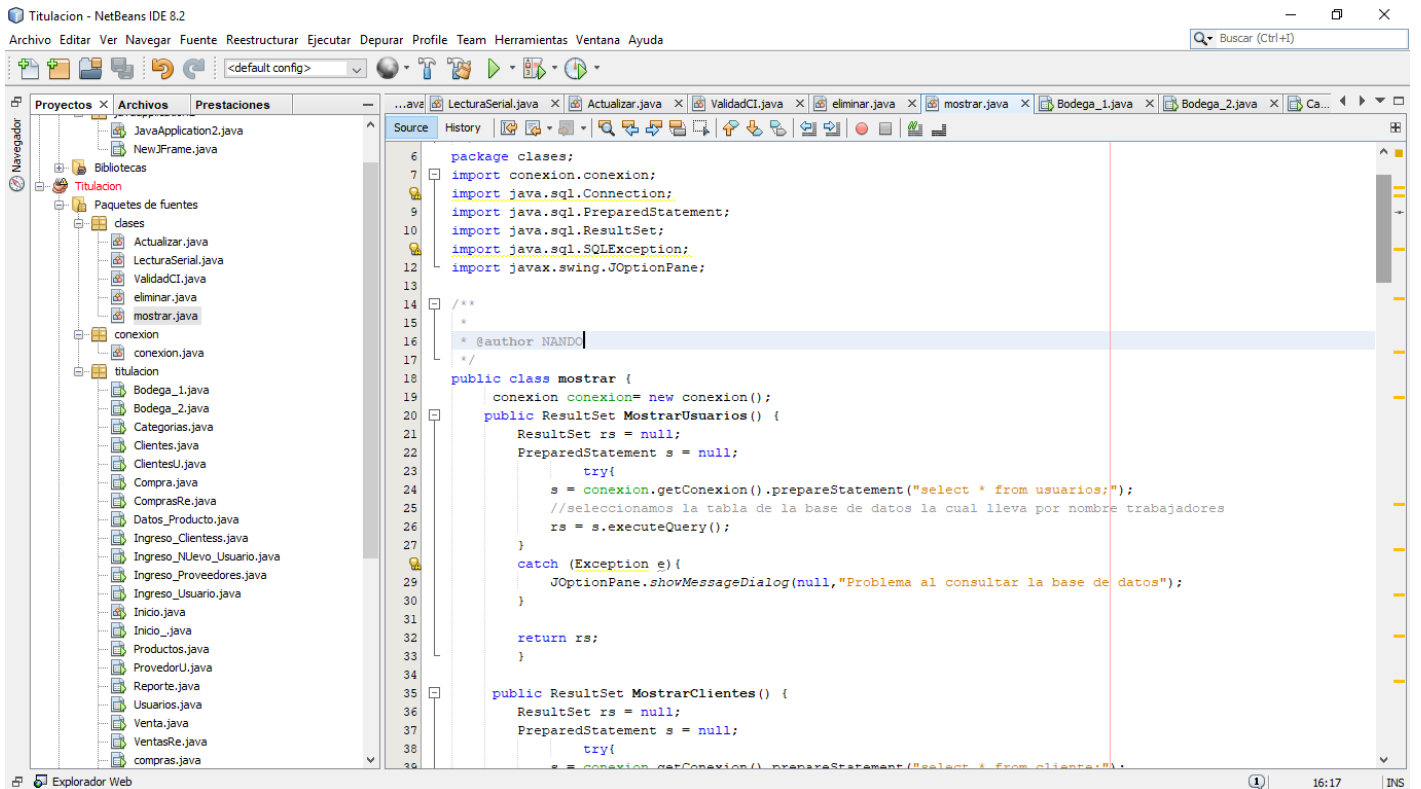 Titulacion - NetBeans IDE 8.2
Archivo Editar Ver Navegar Fuente Reestructurar Ejecutar Depurar Profile Team Herramientas Ventana Ayuda
Buscar (Ctrl+I)
<default config>
Proyectos Archivos Prestaciones
Navegador
JavaApplication2.java
NewJFrame.java
Bibliotecas
Titulacion
Paquetes de fuentes
clases
Actualizar.java
LecturaSerial.java
ValidadCI.java
eliminar.java
mostrar.java
conexion
conexion.java
titulacion
Bodega_1.java
Bodega_2.java
Categorias.java
Clientes.java
ClientesU.java
Compra.java
ComprasRe.java
Datos_Producto.java
Ingreso_Clientess.java
Ingreso_NUevo_Usuario.java
Ingreso_Proveedores.java
Ingreso_Usuario.java
Inicio.java
Inicio_.java
Productos.java
ProvedorU.java
Reporte.java
Usuarios.java
Venta.java
VentasRe.java
compras.java
...ava LecturaSerial.java Actualizar.java ValidadCI.java eliminar.java mostrar.java Bodega_1.java Bodega_2.java Ca...
Source History
6 package clases;
7 import conexion.conexion;
import java.sql.Connection;
9 import java.sql.PreparedStatement;
10 import java.sql.ResultSet;
import java.sql.SQLException;
12 import javax.swing.JOptionPane;
13
14 /**
15 *
16 * @author NANDO
17 */
18 public class mostrar {
19 conexion conexion= new conexion();
20 public ResultSet MostrarUsuarios() {
21 ResultSet rs = null;
22 PreparedStatement s = null;
23 try{
24 s = conexion.getConexion().prepareStatement("select * from usuarios;");
25 //seleccionamos la tabla de la base de datos la cual lleva por nombre trabajadores
26 rs = s.executeQuery();
27 }
catch (Exception e){
29 JOptionPane.showMessageDialog(null,"Problema al consultar la base de datos");
30 }
31
32 return rs;
33 }
34
35 public ResultSet MostrarClientes() {
36 ResultSet rs = null;
37 PreparedStatement s = null;
38 try{
39 s = conexion.getConexion().prepareStatement("select * from cliente;");
Explorador Web
1 16:17 INS